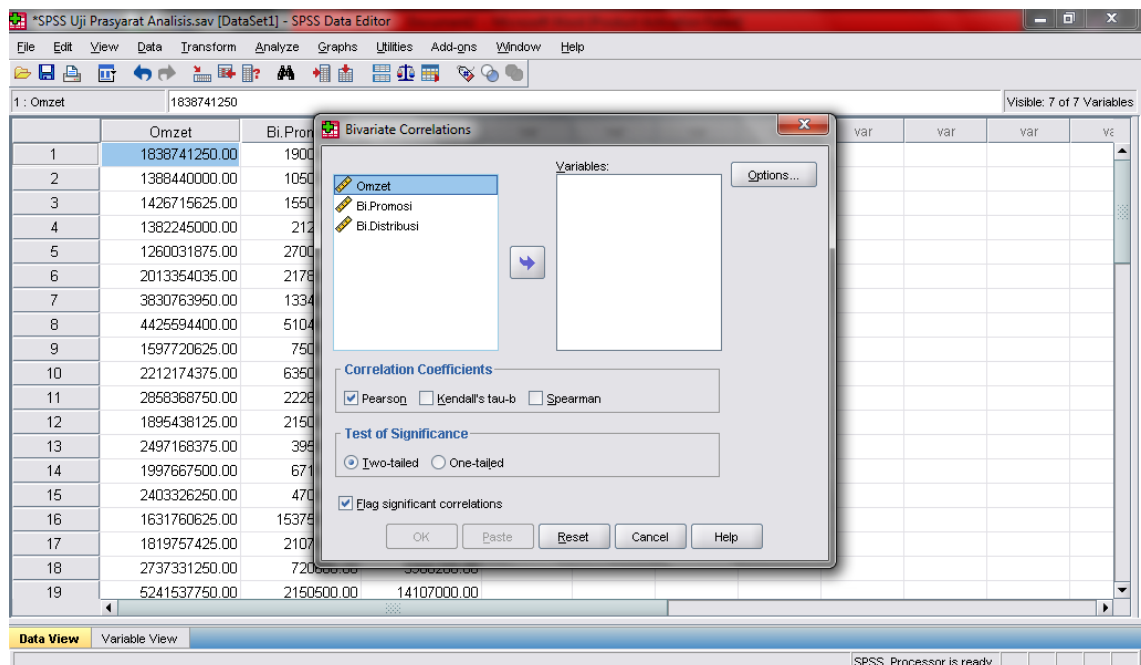 *SPSS Uji Prasyarat Analisis.sav [DataSet1] - SPSS Data Editor
File Edit View Data Transform Analyze Graphs Utilities Add-ons Window Help
1 : Omzet 1838741250 Visible: 7 of 7 Variables
Omzet Bi.Pron var var var va
1 1838741250.00 1900
2 1388440000.00 1050
3 1426715625.00 1550
4 1382245000.00 212
5 1260031875.00 2700
6 2013354035.00 2178
7 3830763950.00 1334
8 4425594400.00 5104
9 1597720625.00 750
10 2212174375.00 6350
11 2858368750.00 2226
12 1895438125.00 2150
13 2497168375.00 395
14 1997667500.00 671
15 2403326250.00 470
16 1631760625.00 15375
17 1819757425.00 2107
18 2737331250.00
19 5241537750.00 2150500.00 14107000.00
Bivariate Correlations
Variables:
Options...
Omzet
Bi.Promosi
Bi.Distribusi
Correlation Coefficients
Pearson Kendall's tau-b Spearman
Test of Significance
Two-tailed One-tailed
Flag significant correlations
OK Paste Reset Cancel Help
Data View Variable View
SPSS Processor is ready